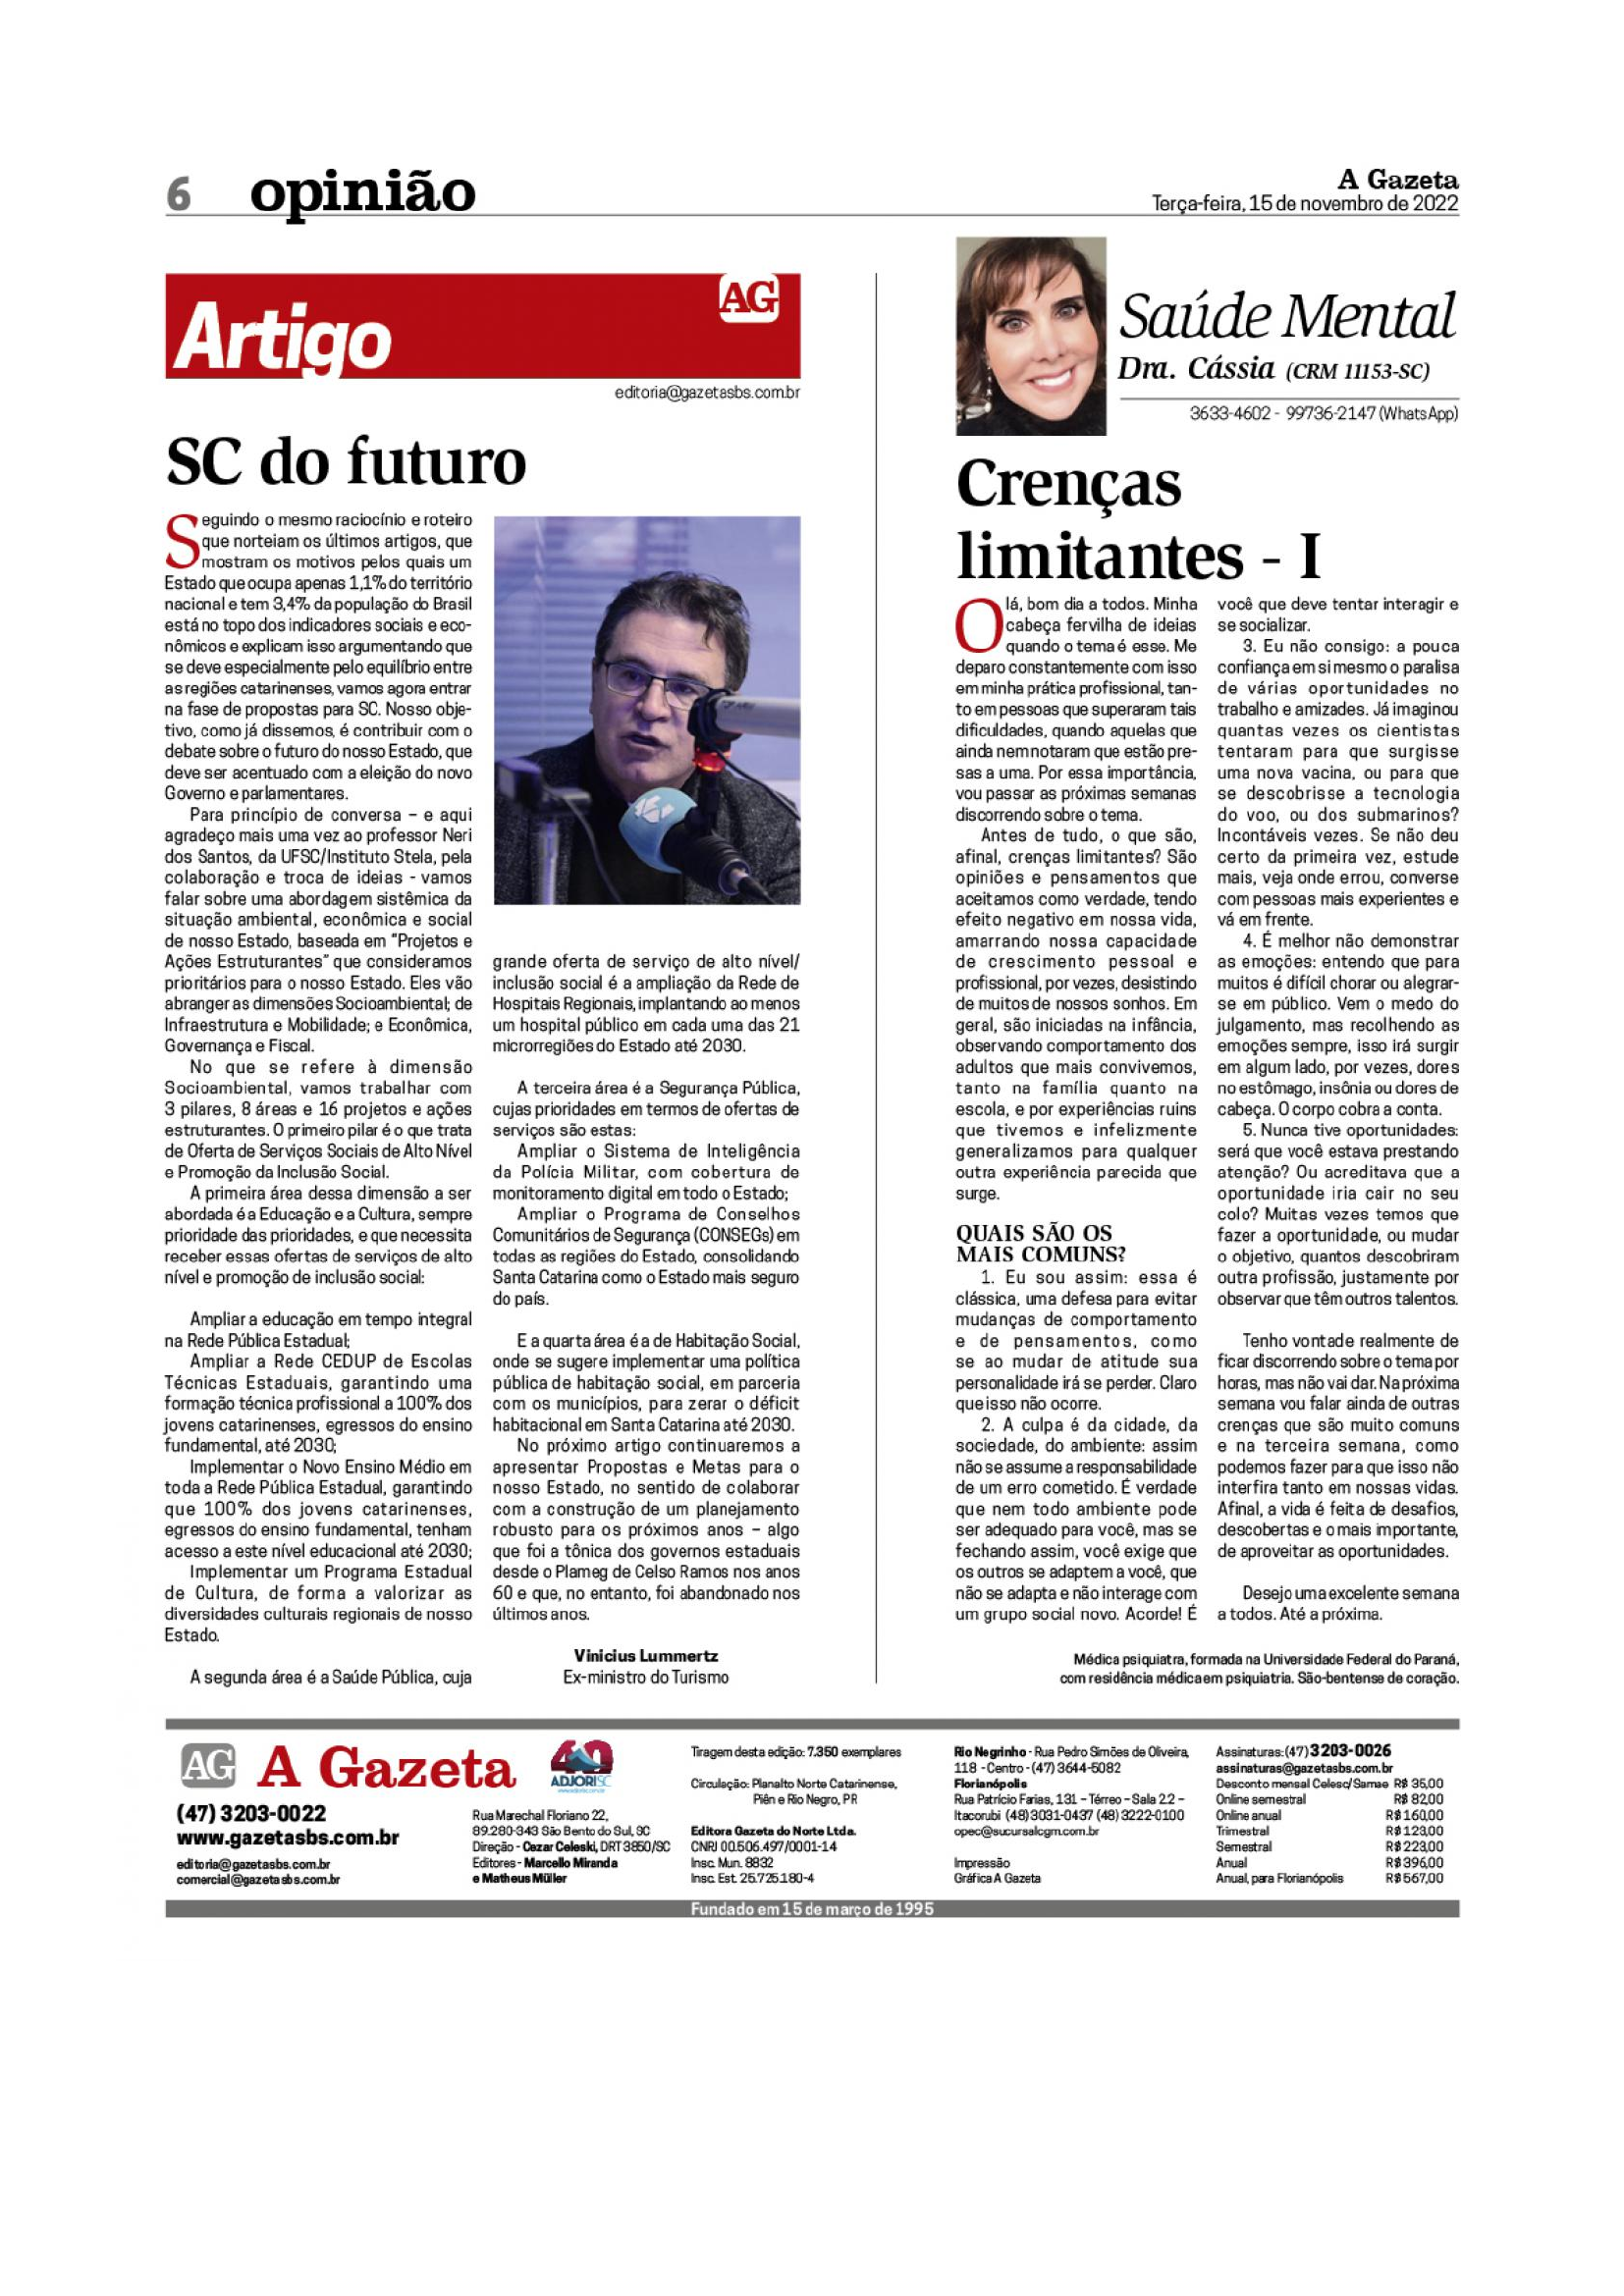 6 opinião
A Gazeta
Terça-feira, 15 de novembro de 2022
Artigo
AG
editoria@gazetasbs.com.br
SC do futuro
Seguindo o mesmo raciocínio e roteiro
que norteiam os últimos artigos, que
mostram os motivos pelos quais um
Estado que ocupa apenas 1,1% do território
nacional e tem 3,4% da população do Brasil
está no topo dos indicadores sociais e eco-
nômicos e explicam isso argumentando que
se deve especialmente pelo equilíbrio entre
as regiões catarinenses, vamos agora entrar
na fase de propostas para SC. Nosso obje-
tivo, como já dissemos, é contribuir com o
debate sobre o futuro do nosso Estado, que
deve ser acentuado com a eleição do novo
Governo e parlamentares.
Para princípio de conversa – e aqui
agradeço mais uma vez ao professor Neri
dos Santos, da UFSC/Instituto Stela, pela
colaboração e troca de ideias - vamos
falar sobre uma abordagem sistêmica da
situação ambiental, econômica e social
de nosso Estado, baseada em “Projetos e
Ações Estruturantes” que consideramos
prioritários para o nosso Estado. Eles vão
abranger as dimensões Socioambiental; de
Infraestrutura e Mobilidade; e Econômica,
Governança e Fiscal.
No que se refere à dimensão
Socioambiental, vamos trabalhar com
3 pilares, 8 áreas e 16 projetos e ações
estruturantes. O primeiro pilar é o que trata
de Oferta de Serviços Sociais de Alto Nível
e Promoção da Inclusão Social.
A primeira área dessa dimensão a ser
abordada é a Educação e a Cultura, sempre
prioridade das prioridades, e que necessita
receber essas ofertas de serviços de alto
nível e promoção de inclusão social:
Ampliar a educação em tempo integral
na Rede Pública Estadual;
Ampliar a Rede CEDUP de Escolas
Técnicas Estaduais, garantindo uma
formação técnica profissional a 100% dos
jovens catarinenses, egressos do ensino
fundamental, até 2030;
Implementar o Novo Ensino Médio em
toda a Rede Pública Estadual, garantindo
que 100% dos jovens catarinenses,
egressos do ensino fundamental, tenham
acesso a este nível educacional até 2030;
Implementar um Programa Estadual
de Cultura, de forma a valorizar as
diversidades culturais regionais de nosso
Estado.
A segunda área é a Saúde Pública, cuja
grande oferta de serviço de alto nível/
inclusão social é a ampliação da Rede de
Hospitais Regionais, implantando ao menos
um hospital público em cada uma das 21
microrregiões do Estado até 2030.
A terceira área é a Segurança Pública,
cujas prioridades em termos de ofertas de
serviços são estas:
Ampliar o Sistema de Inteligência
da Polícia Militar, com cobertura de
monitoramento digital em todo o Estado;
Ampliar o Programa de Conselhos
Comunitários de Segurança (CONSEGs) em
todas as regiões do Estado, consolidando
Santa Catarina como o Estado mais seguro
do país.
E a quarta área é a de Habitação Social,
onde se sugere implementar uma política
pública de habitação social, em parceria
com os municípios, para zerar o déficit
habitacional em Santa Catarina até 2030.
No próximo artigo continuaremos a
apresentar Propostas e Metas para o
nosso Estado, no sentido de colaborar
com a construção de um planejamento
robusto para os próximos anos – algo
que foi a tônica dos governos estaduais
desde o Plameg de Celso Ramos nos anos
60 e que, no entanto, foi abandonado nos
últimos anos.
Vinicius Lummertz
Ex-ministro do Turismo
Saúde Mental
Dra. Cássia (CRM 11153-SC)
3633-4602 - 99736-2147 (WhatsApp)
Crenças
limitantes - I
Olá, bom dia a todos. Minha
cabeça fervilha de ideias
quando o tema é esse. Me
deparo constantemente com isso
em minha prática profissional, tan-
to em pessoas que superaram tais
dificuldades, quando aquelas que
ainda nem notaram que estão pre-
sas a uma. Por essa importância,
vou passar as próximas semanas
discorrendo sobre o tema.
Antes de tudo, o que são,
afinal, crenças limitantes? São
opiniões e pensamentos que
aceitamos como verdade, tendo
efeito negativo em nossa vida,
amarrando nossa capacidade
de crescimento pessoal e
profissional, por vezes, desistindo
de muitos de nossos sonhos. Em
geral, são iniciadas na infância,
observando comportamento dos
adultos que mais convivemos,
tanto na família quanto na
escola, e por experiências ruins
que tivemos e infelizmente
generalizamos para qualquer
outra experiência parecida que
surge.
QUAIS SÃO OS
MAIS COMUNS?
1. Eu sou assim: essa é
clássica, uma defesa para evitar
mudanças de comportamento
e de pensamentos, como
se ao mudar de atitude sua
personalidade irá se perder. Claro
que isso não ocorre.
2. A culpa é da cidade, da
sociedade, do ambiente: assim
não se assume a responsabilidade
de um erro cometido. É verdade
que nem todo ambiente pode
ser adequado para você, mas se
fechando assim, você exige que
os outros se adaptem a você, que
não se adapta e não interage com
um grupo social novo. Acorde! É
você que deve tentar interagir e
se socializar.
3. Eu não consigo: a pouca
confiança em si mesmo o paralisa
de várias oportunidades no
trabalho e amizades. Já imaginou
quantas vezes os cientistas
tentaram para que surgisse
uma nova vacina, ou para que
se descobrisse a tecnologia
do voo, ou dos submarinos?
Incontáveis vezes. Se não deu
certo da primeira vez, estude
mais, veja onde errou, converse
com pessoas mais experientes e
vá em frente.
4. É melhor não demonstrar
as emoções: entendo que para
muitos é difícil chorar ou alegrar-
se em público. Vem o medo do
julgamento, mas recolhendo as
emoções sempre, isso irá surgir
em algum lado, por vezes, dores
no estômago, insônia ou dores de
cabeça. O corpo cobra a conta.
5. Nunca tive oportunidades:
será que você estava prestando
atenção? Ou acreditava que a
oportunidade iria cair no seu
colo? Muitas vezes temos que
fazer a oportunidade, ou mudar
o objetivo, quantos descobriram
outra profissão, justamente por
observar que têm outros talentos.
Tenho vontade realmente de
ficar discorrendo sobre o tema por
horas, mas não vai dar. Na próxima
semana vou falar ainda de outras
crenças que são muito comuns
e na terceira semana, como
podemos fazer para que isso não
interfira tanto em nossas vidas.
Afinal, a vida é feita de desafios,
descobertas e o mais importante,
de aproveitar as oportunidades.
Desejo uma excelente semana
a todos. Até a próxima.
Médica psiquiatra, formada na Universidade Federal do Paraná,
com residência médica em psiquiatria. São-bentense de coração.
AG A Gazeta
(47) 3203-0022
www.gazetasbs.com.br
editoria@gazetasbs.com.br
comercial@gazetasbs.com.br
40
ADJORISC
Rua Marechal Floriano 22,
89.280-343 São Bento do Sul, SC
Direção - Cezar Celeski, DRT 3850/SC
Editores - Marcello Miranda
e Matheus Müller
Tiragem desta edição: 7.350 exemplares
Circulação: Planalto Norte Catarinense,
Piên e Rio Negro, PR
Editora Gazeta do Norte Ltda.
CNPJ 00.506.497/0001-14
Insc. Mun. 8832
Insc. Est. 25.725.180-4
Rio Negrinho - Rua Pedro Simões de Oliveira,
118 - Centro - (47) 3644-5082
Florianópolis
Rua Patrício Farias, 131 – Térreo – Sala 22 –
Itacorubi (48) 3031-0437 (48) 3222-0100
opec@sucursalcgm.com.br
Impressão
Gráfica A Gazeta
Assinaturas: (47) 3203-0026
assinaturas@gazetasbs.com.br
Desconto mensal Celesc/Samae R$ 35,00
Online semestral R$ 82,00
Online anual R$ 160,00
Trimestral R$ 123,00
Semestral R$ 223,00
Anual R$ 396,00
Anual, para Florianópolis R$ 567,00
Fundado em 15 de março de 1995